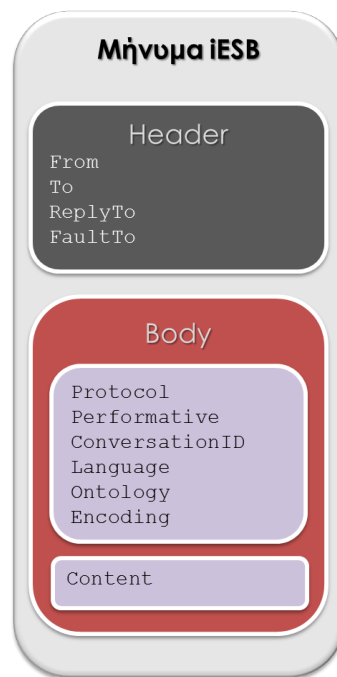 Μήνυμα iESB
Header
From
To
ReplyTo
FaultTo
Body
Protocol
Performative
ConversationID
Language
Ontology
Encoding
Content